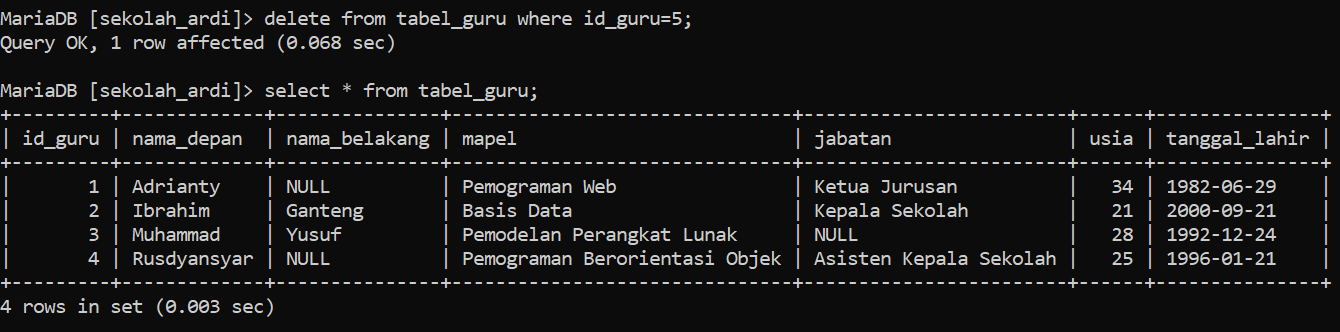 MariaDB [sekolah_ardi]> delete from tabel_guru where id_guru=5;
Query OK, 1 row affected (0.068 sec)
MariaDB [sekolah_ardi]> select * from tabel_guru;
+---------+-------------+---------------+-----------------------------+-------------------------+------+---------------+
| id_guru | nama_depan  | nama_belakang | mapel                       | jabatan                 | usia | tanggal_lahir |
+---------+-------------+---------------+-----------------------------+-------------------------+------+---------------+
|       1 | Adrianty    | NULL          | Pemograman Web              | Ketua Jurusan           |   34 | 1982-06-29    |
|       2 | Ibrahim     | Ganteng       | Basis Data                  | Kepala Sekolah          |   21 | 2000-09-21    |
|       3 | Muhammad    | Yusuf         | Pemodelan Perangkat Lunak   | NULL                    |   28 | 1992-12-24    |
|       4 | Rusdyansyar | NULL          | Pemograman Berorientasi Objek | Asisten Kepala Sekolah |   25 | 1996-01-21    |
+---------+-------------+---------------+-----------------------------+-------------------------+------+---------------+
4 rows in set (0.003 sec)